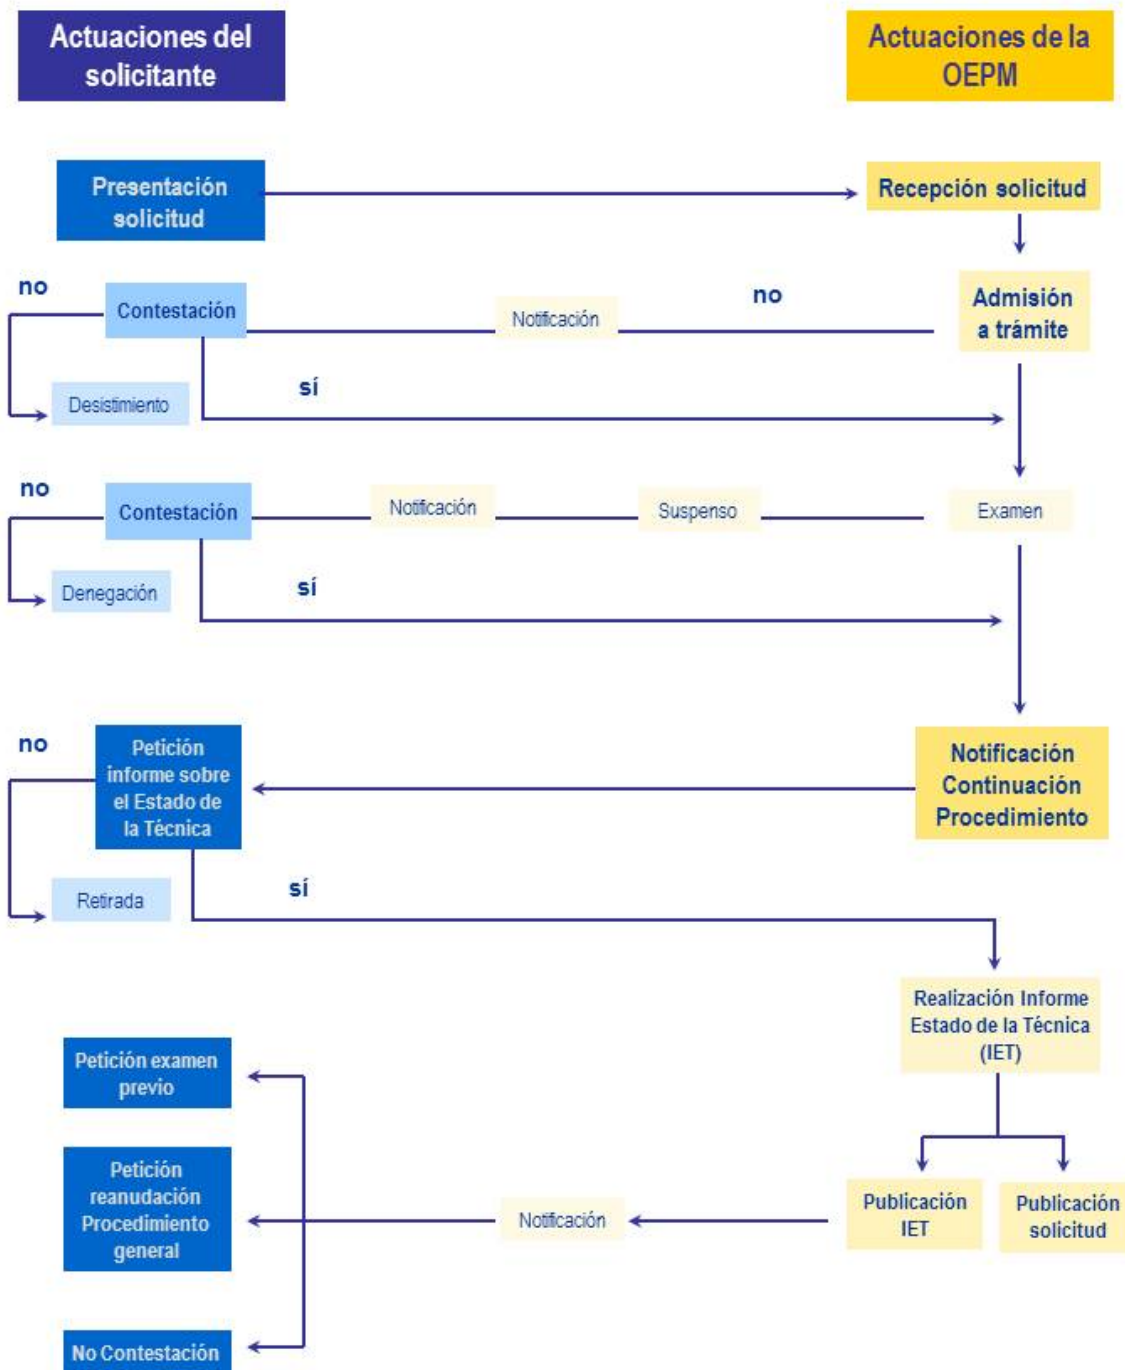 Actuaciones del
solicitante
Actuaciones de la
OEPM
Presentación
solicitud
Recepción solicitud
no
Contestación
Notificación
no
Admisión
a trámite
sí
Desistimiento
no
Contestación
Notificación
Suspenso
Examen
sí
Denegación
no
Petición
informe sobre
el Estado de
la Técnica
Notificación
Continuación
Procedimiento
sí
Retirada
Realización Informe
Estado de la Técnica
(IET)
Petición examen
previo
Petición
reanudación
Procedimiento
general
Notificación
Publicación
IET
Publicación
solicitud
No Contestación